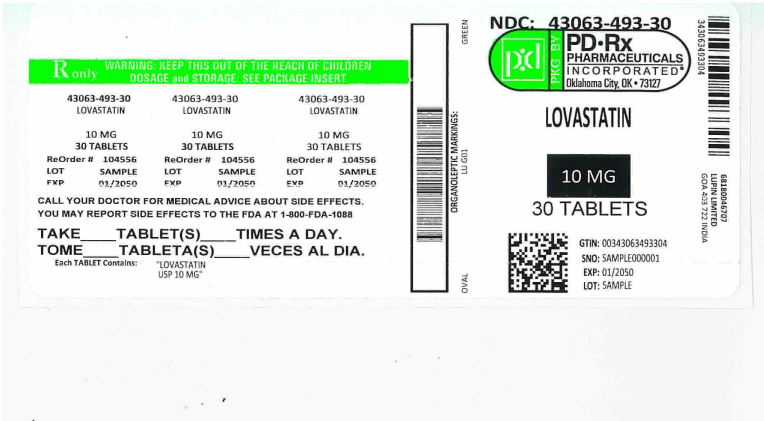 Rx only
WARNING: KEEP THIS OUT OF THE REACH OF CHILDREN
DOSAGE and STORAGE: SEE PACKAGE INSERT
43063-493-30 43063-493-30 43063-493-30
LOVASTATIN LOVASTATIN LOVASTATIN
10 MG 10 MG 10 MG
30 TABLETS 30 TABLETS 30 TABLETS
ReOrder # 104556 ReOrder # 104556 ReOrder # 104556
LOT SAMPLE LOT SAMPLE LOT SAMPLE
EXP 01/2050 EXP 01/2050 EXP 01/2050
CALL YOUR DOCTOR FOR MEDICAL ADVICE ABOUT SIDE EFFECTS.
YOU MAY REPORT SIDE EFFECTS TO THE FDA AT 1-800-FDA-1088
TAKE____TABLET(S)____TIMES A DAY.
TOME____TABLETA(S)____VECES AL DIA.
Each TABLET Contains: "LOVASTATIN
USP 10 MG"
ORGANOLEPTIC MARKINGS:
OVAL LU G01 GREEN
NDC: 43063-493-30
pd
PKG BY
PD•Rx
PHARMACEUTICALS
INCORPORATED®
Oklahoma City, OK • 73127
LOVASTATIN
10 MG
30 TABLETS
GTIN: 00343063493304
SNO: SAMPLE000001
EXP: 01/2050
LOT: SAMPLE
343063493304
68180046707
LUPIN LIMITED
GOA 403 722 INDIA